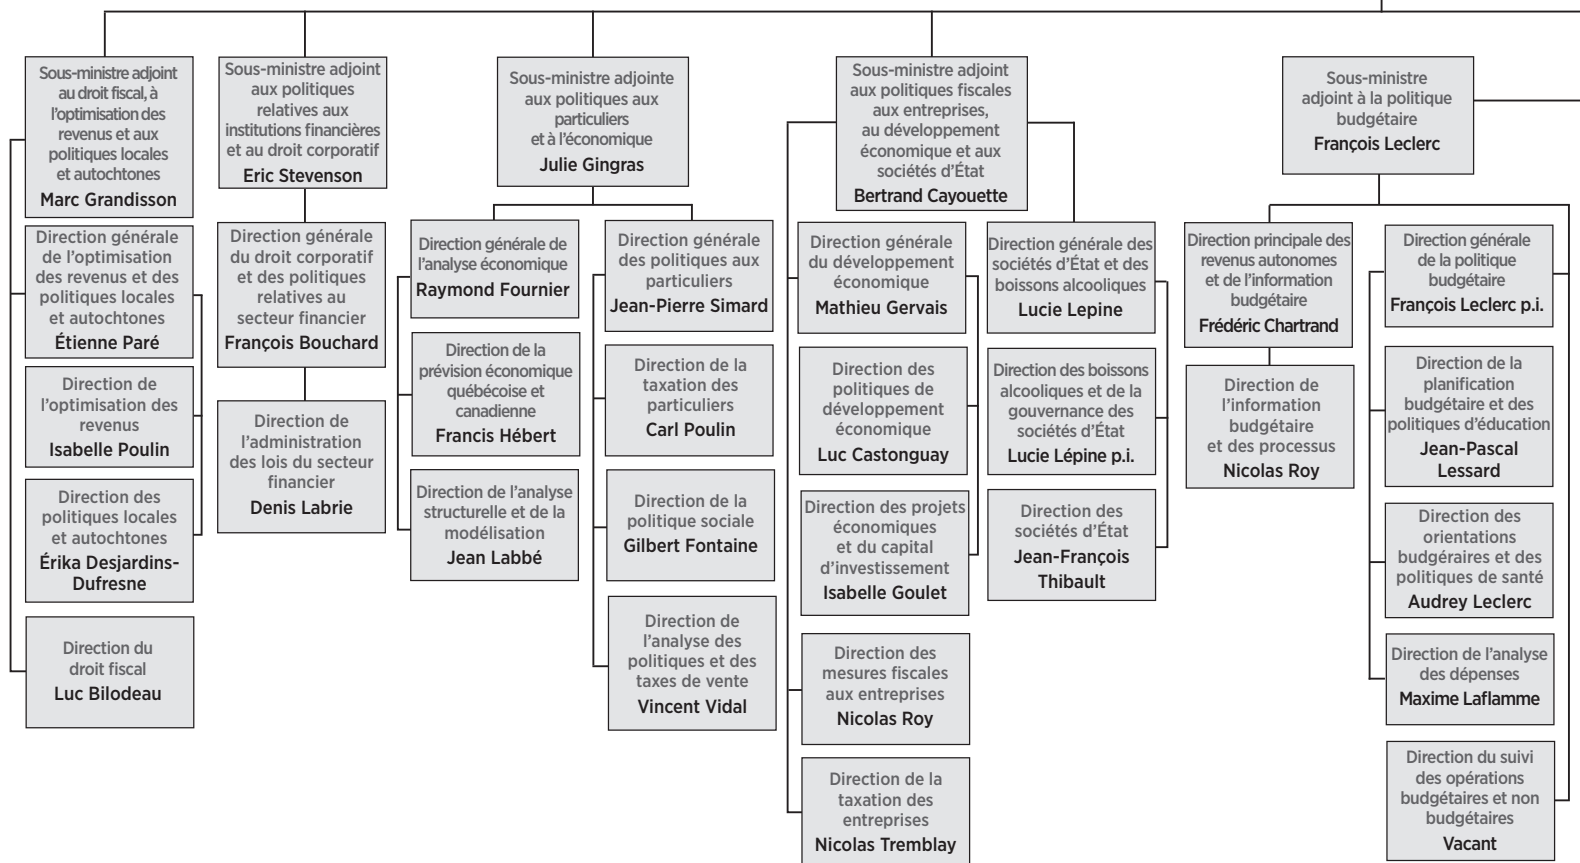 Sous-ministre adjoint
au droit fiscal, à
l'optimisation des
revenus et aux
politiques locales
et autochtones
Marc Grandisson
Direction générale
de l'optimisation
des revenus et des
politiques locales
et autochtones
Étienne Paré
Direction de
l'optimisation des
revenus
Isabelle Poulin
Direction des
politiques locales
et autochtones
Érika Desjardins-
Dufresne
Direction du
droit fiscal
Luc Bilodeau
Sous-ministre adjoint
aux politiques
relatives aux
institutions financières
et au droit corporatif
Eric Stevenson
Direction générale
du droit corporatif
et des politiques
relatives au
secteur financier
François Bouchard
Direction de
l'administration
des lois du secteur
financier
Denis Labrie
Sous-ministre adjointe
aux politiques aux
particuliers
et à l'économique
Julie Gingras
Direction générale de
l'analyse économique
Raymond Fournier
Direction de la
prévision économique
québécoise et
canadienne
Francis Hébert
Direction de l'analyse
structurelle et de la
modélisation
Jean Labbé
Direction générale
des politiques aux
particuliers
Jean-Pierre Simard
Direction de la
taxation des
particuliers
Carl Poulin
Direction de la
politique sociale
Gilbert Fontaine
Direction de
l'analyse des
politiques et des
taxes de vente
Vincent Vidal
Sous-ministre adjoint
aux politiques fiscales
aux entreprises,
au développement
économique et aux
sociétés d'État
Bertrand Cayouette
Direction générale
du développement
économique
Mathieu Gervais
Direction des
politiques de
développement
économique
Luc Castonguay
Direction des projets
économiques
et du capital
d'investissement
Isabelle Goulet
Direction des
mesures fiscales
aux entreprises
Nicolas Roy
Direction de la
taxation des
entreprises
Nicolas Tremblay
Direction générale des
sociétés d'État et des
boissons alcooliques
Lucie Lepine
Direction des boissons
alcooliques et de la
gouvernance des
sociétés d'État
Lucie Lépine p.i.
Direction des
sociétés d'État
Jean-François
Thibault
Sous-ministre
adjoint à la politique
budgétaire
François Leclerc
Direction principale des
revenus autonomes
et de l'information
budgétaire
Frédéric Chartrand
Direction de
l'information
budgétaire
et des processus
Nicolas Roy
Direction générale
de la politique
budgétaire
François Leclerc p.i.
Direction de la
planification
budgétaire et des
politiques d'éducation
Jean-Pascal
Lessard
Direction des
orientations
budgéraires et des
politiques de santé
Audrey Leclerc
Direction de l'analyse
des dépenses
Maxime Laflamme
Direction du suivi
des opérations
budgétaires et non
budgétaires
Vacant